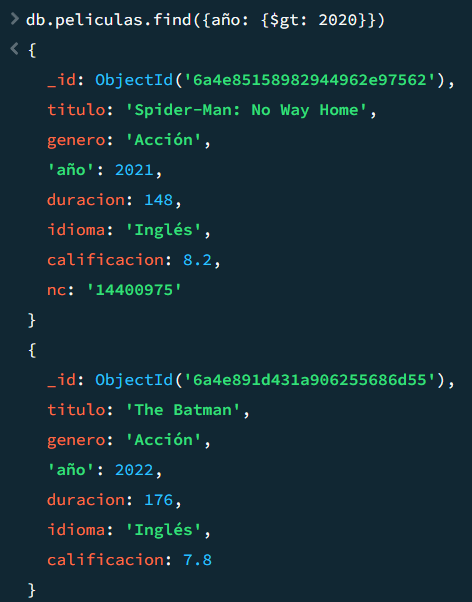 db.peliculas.find({año: {$gt: 2020}})
{
_id: ObjectId('6a4e85158982944962e97562'),
titulo: 'Spider-Man: No Way Home',
genero: 'Acción',
'año': 2021,
duracion: 148,
idioma: 'Inglés',
calificacion: 8.2,
nc: '14400975'
}
{
_id: ObjectId('6a4e891d431a906255686d55'),
titulo: 'The Batman',
genero: 'Acción',
'año': 2022,
duracion: 176,
idioma: 'Inglés',
calificacion: 7.8
}